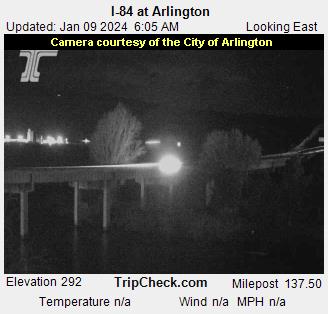 I-84 at Arlington
Updated: Jan 09 2024 6:05 AM Looking East
Camera courtesy of the City of Arlington
Elevation 292 TripCheck.com Milepost 137.50
Temperature n/a Wind n/a MPH n/a